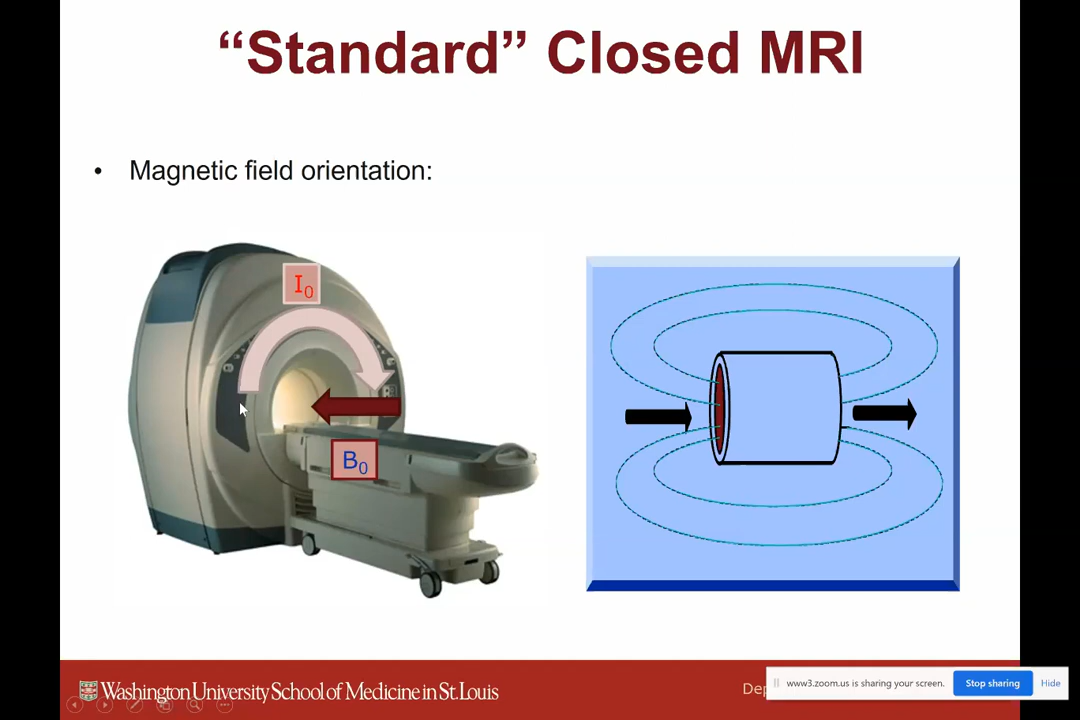 “Standard” Closed MRI
• Magnetic field orientation:
I₀
B₀
Washington University School of Medicine in St. Louis
www3.zoom.us is sharing your screen.
Stop sharing
Hide